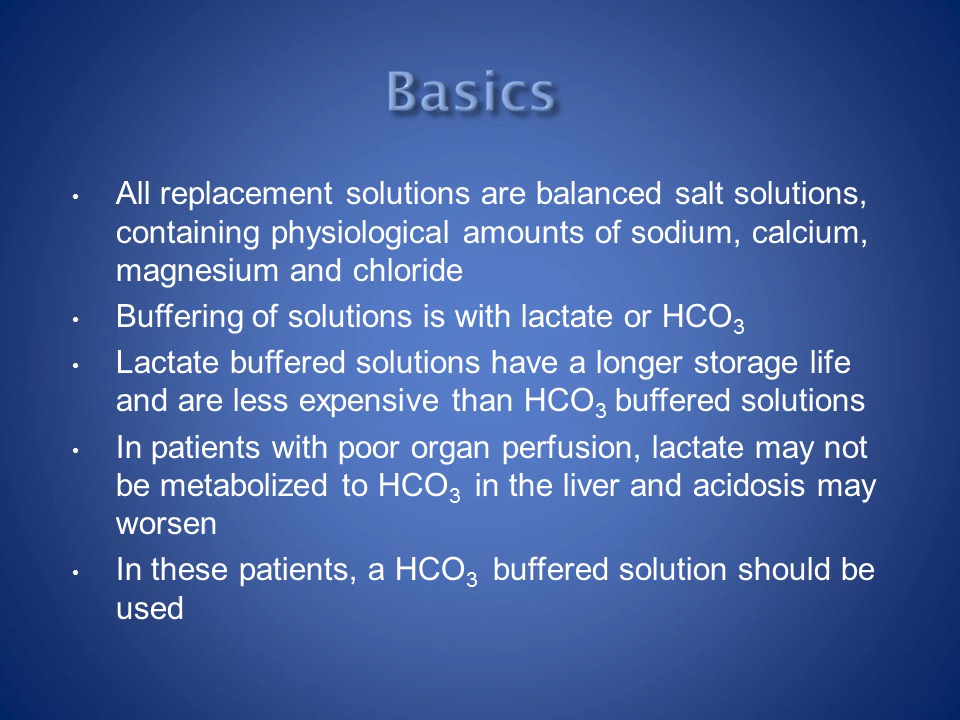 Basics
• All replacement solutions are balanced salt solutions,
containing physiological amounts of sodium, calcium,
magnesium and chloride
• Buffering of solutions is with lactate or HCO₃
• Lactate buffered solutions have a longer storage life
and are less expensive than HCO₃ buffered solutions
• In patients with poor organ perfusion, lactate may not
be metabolized to HCO₃ in the liver and acidosis may
worsen
• In these patients, a HCO₃ buffered solution should be
used